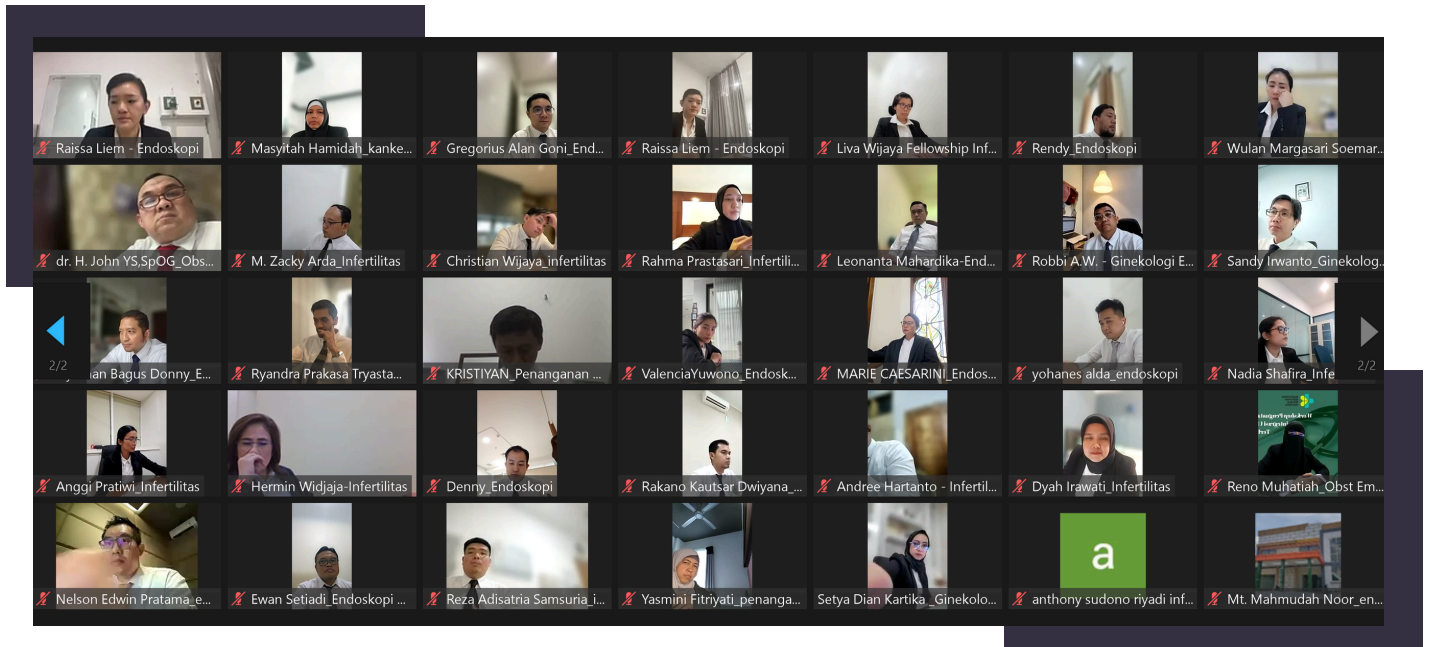 Raissa Liem - Endoskopi
Masyitah Hamidah_kanke...
Gregorius Alan Goni_End...
Raissa Liem - Endoskopi
Liva Wijaya Fellowship Inf...
Rendy_Endoskopi
Wulan Margasari Soemar...
dr. H. John YS,SpOG_Obs...
M. Zacky Arda_Infertilitas
Christian Wijaya_infertilitas
Rahma Prastasari_Infertili...
Leonanta Mahardika-End...
Robbi A.W. - Ginekologi E...
Sandy Irwanto_Ginekolog...
2/2
an Bagus Donny_E...
Ryandra Prakasa Tryasta...
KRISTIYAN_Penanganan ...
ValenciaYuwono_Endosk...
MARIE CAESARINI_Endos...
yohanes alda_endoskopi
Nadia Shafira_Infe
2/2
Anggi Pratiwi_Infertilitas
Hermin Widjaja-Infertilitas
Denny_Endoskopi
Rakano Kautsar Dwiyana_...
Andree Hartanto - Infertil...
Dyah Irawati_Infertilitas
Reno Muhatiah_Obst Em...
Nelson Edwin Pratama_e...
Ewan Setiadi_Endoskopi ...
Reza Adisatria Samsuria_i...
Yasmini Fitriyati_penanga...
Setya Dian Kartika _Ginekolo...
a
anthony sudono riyadi inf...
Mt. Mahmudah Noor_en...